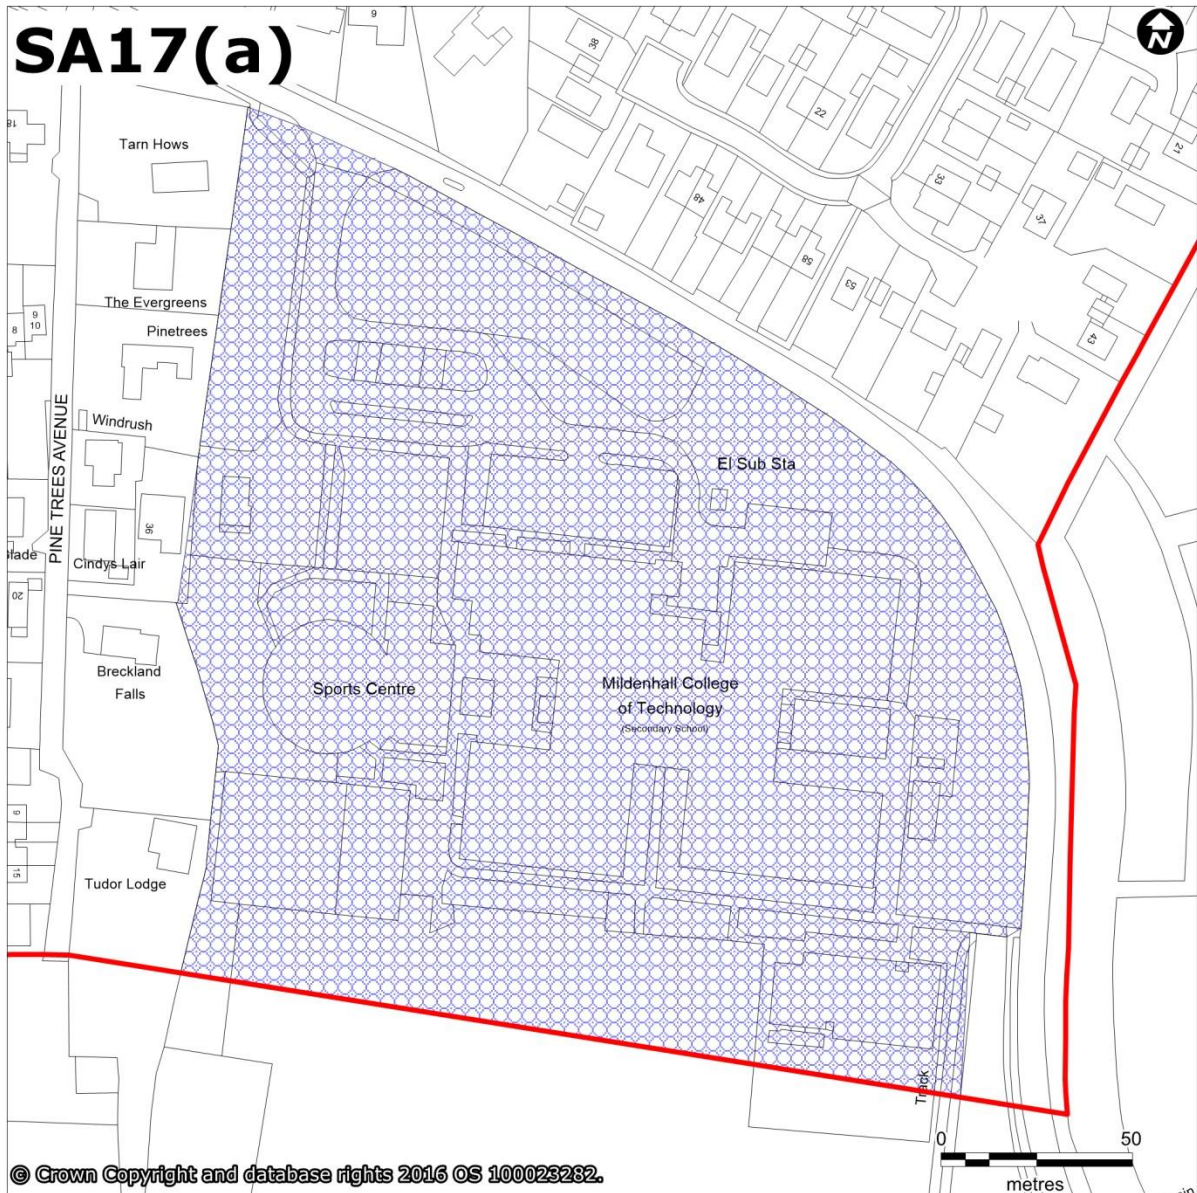 SA17(a)
N
9
38
22
21
18
Tarn Hows
33
37
48
58
53
43
The Evergreens
9
8
10
Pinetrees
Windrush
PINE TREES AVENUE
El Sub Sta
36
Cindys Lair
20
Breckland
Falls
Sports Centre
Mildenhall College
of Technology
(Secondary School)
9
15
Tudor Lodge
Track
0
50
metres
© Crown Copyright and database rights 2016 OS 100023282.